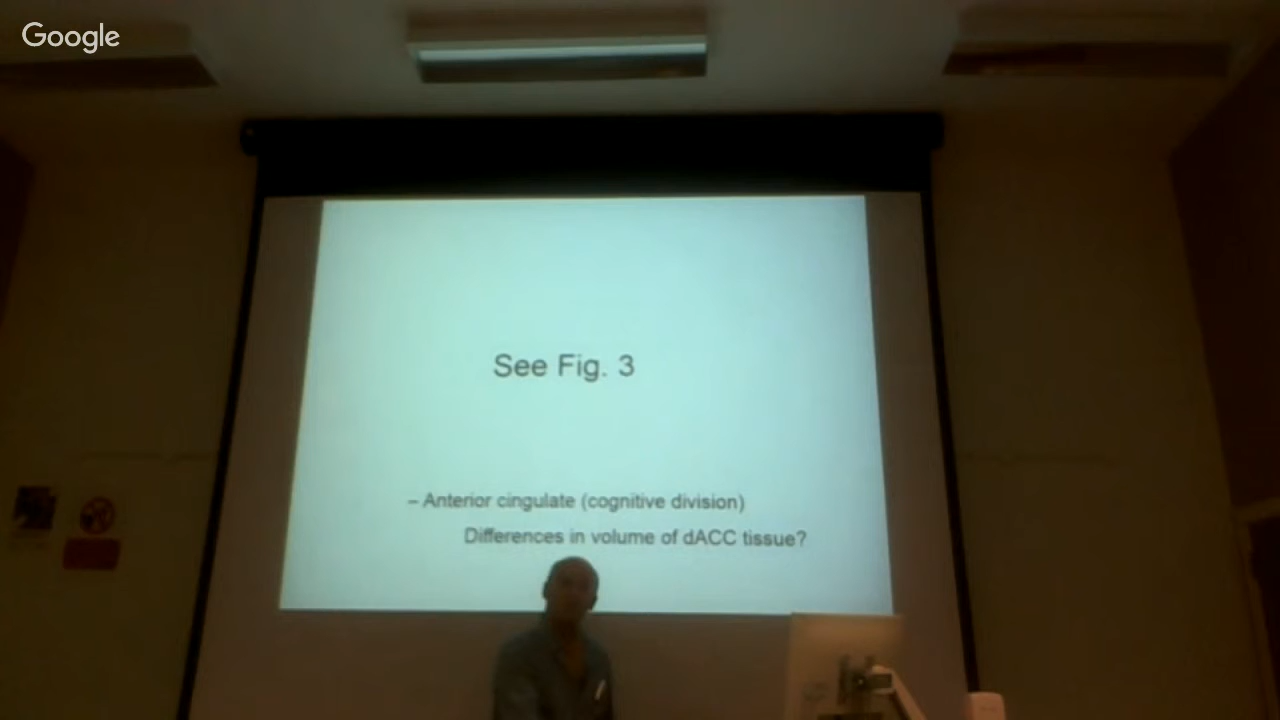 Google
See Fig. 3
– Anterior cingulate (cognitive division)
Differences in volume of dACC tissue?